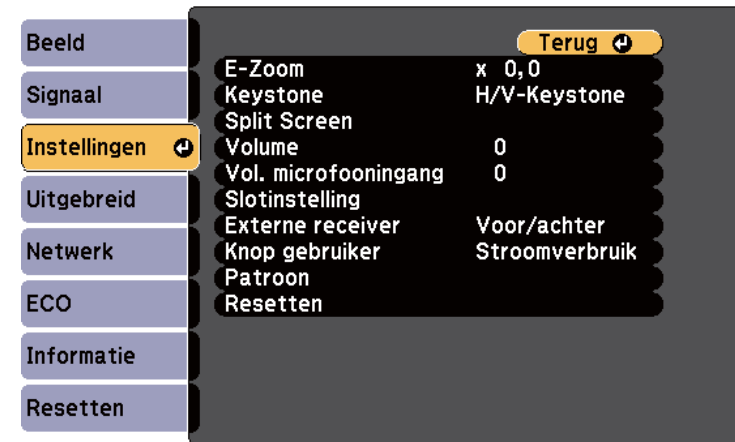 Beeld
Signaal
Instellingen
Uitgebreid
Netwerk
ECO
Informatie
Resetten
Terug
E-Zoom x 0,0
Keystone H/V-Keystone
Split Screen
Volume 0
Vol. microfooningang 0
Slotinstelling
Externe receiver Voor/achter
Knop gebruiker Stroomverbruik
Patroon
Resetten